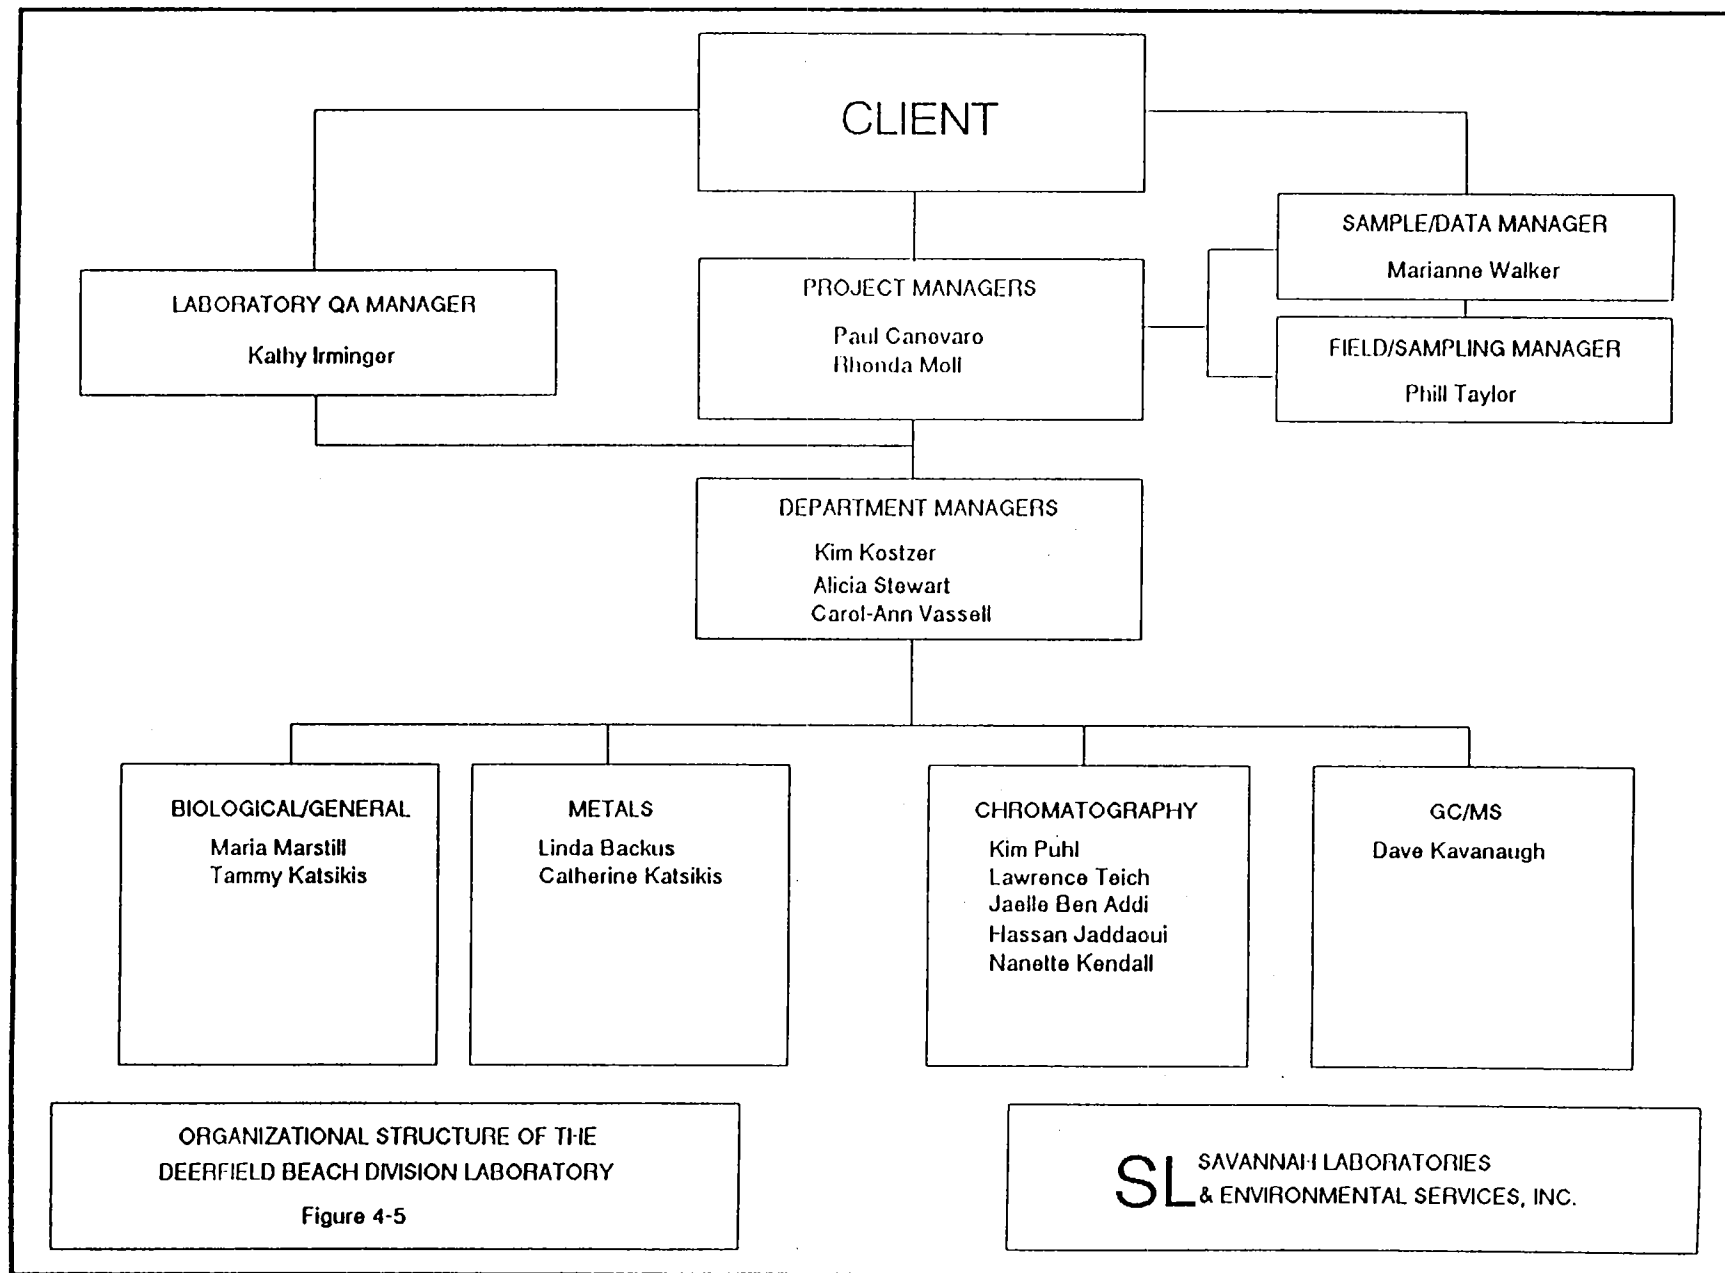 CLIENT
SAMPLE/DATA MANAGER
Marianne Walker
LABORATORY QA MANAGER
Kathy Irminger
PROJECT MANAGERS
Paul Canevaro
Rhonda Moll
FIELD/SAMPLING MANAGER
Phill Taylor
DEPARTMENT MANAGERS
Kim Kostzer
Alicia Stewart
Carol-Ann Vassell
BIOLOGICAL/GENERAL
Maria Marstill
Tammy Katsikis
METALS
Linda Backus
Catherine Katsikis
CHROMATOGRAPHY
Kim Puhl
Lawrence Teich
Jaelle Ben Addi
Hassan Jaddaoui
Nanette Kendall
GC/MS
Dave Kavanaugh
ORGANIZATIONAL STRUCTURE OF THE
DEERFIELD BEACH DIVISION LABORATORY
Figure 4-5
SL
SAVANNAH LABORATORIES
& ENVIRONMENTAL SERVICES, INC.